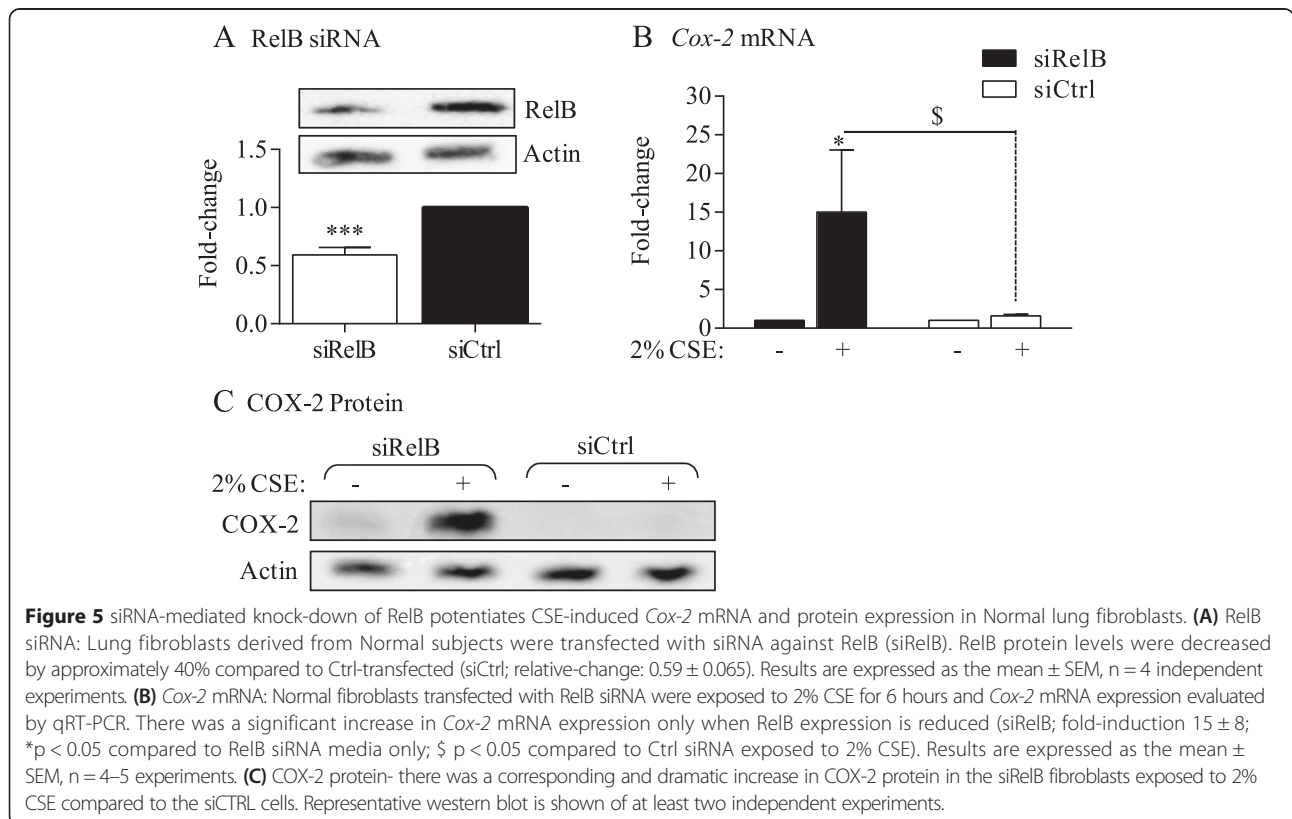 A RelB siRNA
RelB
Actin
Fold-change
1.5
1.0
0.5
0.0
***
siRelB
siCtrl
B Cox-2 mRNA
siRelB
siCtrl
Fold-change
30
25
20
15
10
5
0
*
$
2% CSE: - + - +
C COX-2 Protein
siRelB siCtrl
2% CSE: - + - +
COX-2
Actin
Figure 5 siRNA-mediated knock-down of RelB potentiates CSE-induced Cox-2 mRNA and protein expression in Normal lung fibroblasts. (A) RelB
siRNA: Lung fibroblasts derived from Normal subjects were transfected with siRNA against RelB (siRelB). RelB protein levels were decreased
by approximately 40% compared to Ctrl-transfected (siCtrl; relative-change: 0.59 ± 0.065). Results are expressed as the mean ± SEM, n = 4 independent
experiments. (B) Cox-2 mRNA: Normal fibroblasts transfected with RelB siRNA were exposed to 2% CSE for 6 hours and Cox-2 mRNA expression evaluated
by qRT-PCR. There was a significant increase in Cox-2 mRNA expression only when RelB expression is reduced (siRelB; fold-induction 15 ± 8;
*p < 0.05 compared to RelB siRNA media only; $ p < 0.05 compared to Ctrl siRNA exposed to 2% CSE). Results are expressed as the mean ±
SEM, n = 4–5 experiments. (C) COX-2 protein- there was a corresponding and dramatic increase in COX-2 protein in the siRelB fibroblasts exposed to 2%
CSE compared to the siCTRL cells. Representative western blot is shown of at least two independent experiments.